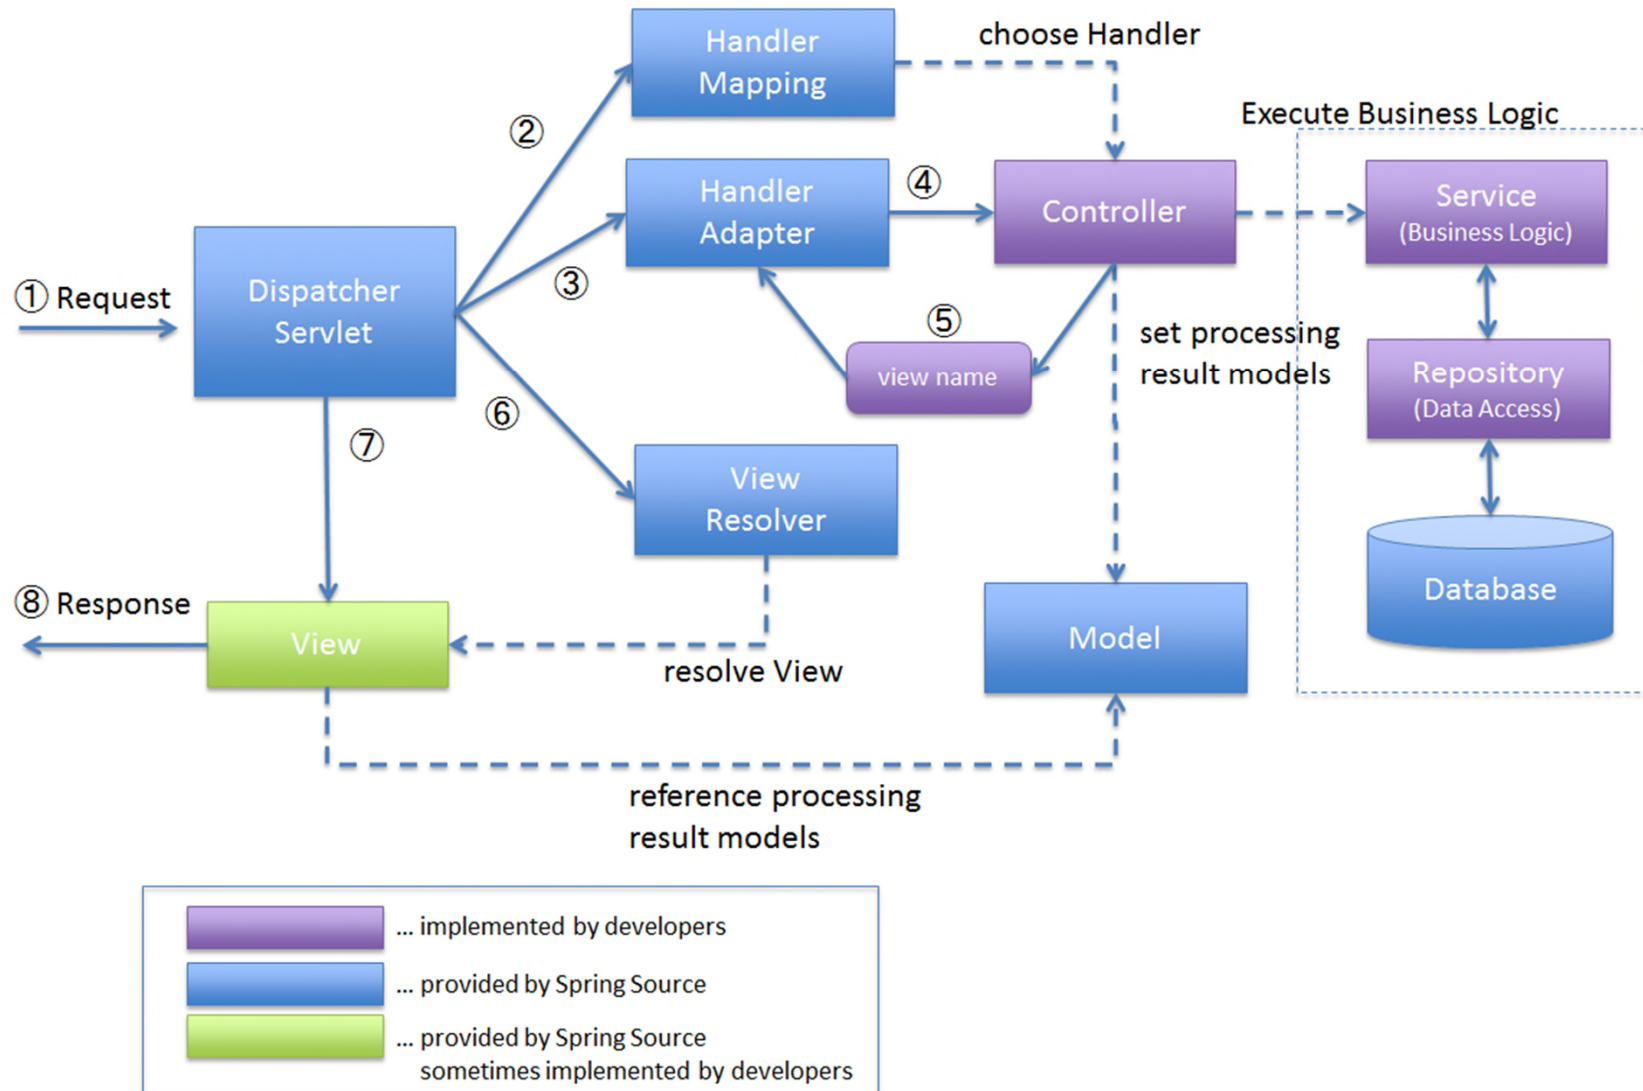 Handler
Mapping
choose Handler
②
Execute Business Logic
Handler
Adapter
④
Controller
Service
(Business Logic)
① Request
Dispatcher
Servlet
③
⑤
view name
set processing
result models
Repository
(Data Access)
⑥
⑦
View
Resolver
Database
⑧ Response
View
resolve View
Model
reference processing
result models
... implemented by developers
... provided by Spring Source
... provided by Spring Source
sometimes implemented by developers